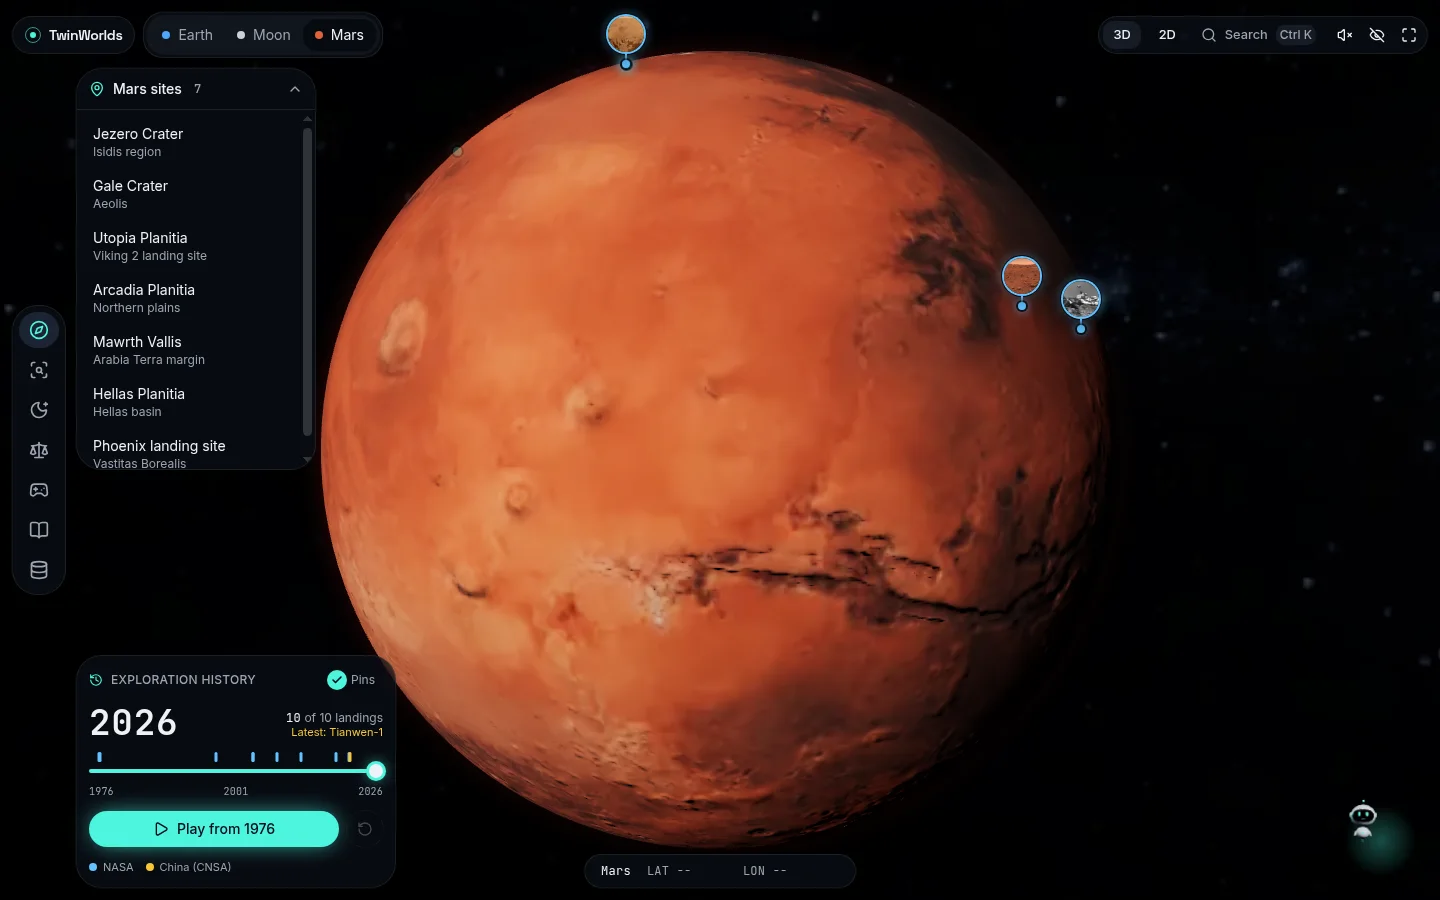 TwinWorlds
Earth
Moon
Mars
3D
2D
Search
Ctrl K
Mars sites 7
Jezero Crater
Isidis region
Gale Crater
Aeolis
Utopia Planitia
Viking 2 landing site
Arcadia Planitia
Northern plains
Mawrth Vallis
Arabia Terra margin
Hellas Planitia
Hellas basin
Phoenix landing site
Vastitas Borealis
EXPLORATION HISTORY
Pins
2026
10 of 10 landings
Latest: Tianwen-1
1976
2001
2026
Play from 1976
NASA
China (CNSA)
Mars LAT -- LON --